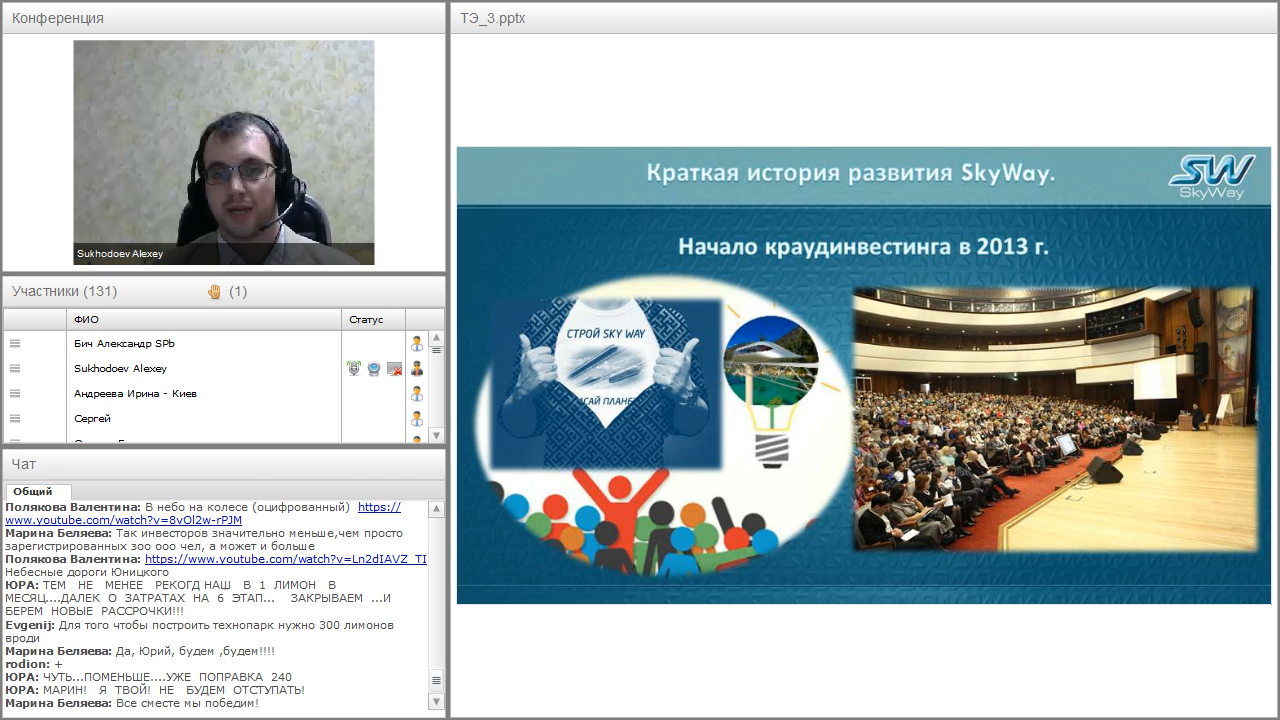 Конференция
Sukhodoev Alexey
Участники (131)
(1)
ФИО
Статус
Бич Александр SPb
Sukhodoev Alexey
Андреева Ирина - Киев
Сергей
Чат
Общий
Полякова Валентина: В небо на колесе (оцифрованный) https://
www.youtube.com/watch?v=8vOl2w-rPJM
Марина Беляева: Так инвесторов значительно меньше,чем просто
зарегистрированных зоо ооо чел, а может и больше
Полякова Валентина: https://www.youtube.com/watch?v=Ln2dIAVZ_TI
Небесные дороги Юницкого
ЮРА: ТЕМ НЕ МЕНЕЕ РЕКОГД НАШ В 1 ЛИМОН В
МЕСЯЦ....ДАЛЕК О ЗАТРАТАХ НА 6 ЭТАП... ЗАКРЫВАЕМ ...И
БЕРЕМ НОВЫЕ РАССРОЧКИ!!!
Evgenij: Для того чтобы построить технопарк нужно 300 лимонов
вроди
Марина Беляева: Да, Юрий, будем ,будем!!!!
rodion: +
ЮРА: ЧУТЬ...ПОМЕНЬШЕ....УЖЕ ПОПРАВКА 240
ЮРА: МАРИН! Я ТВОЙ! НЕ БУДЕМ ОТСТУПАТЬ!
Марина Беляева: Все сместе мы победим!
ТЭ_3.pptx
Краткая история развития SkyWay.
SW
SkyWay
Начало краудинвестинга в 2013 г.
СТРОЙ SKY WAY
АСАЙ ПЛАНЕ